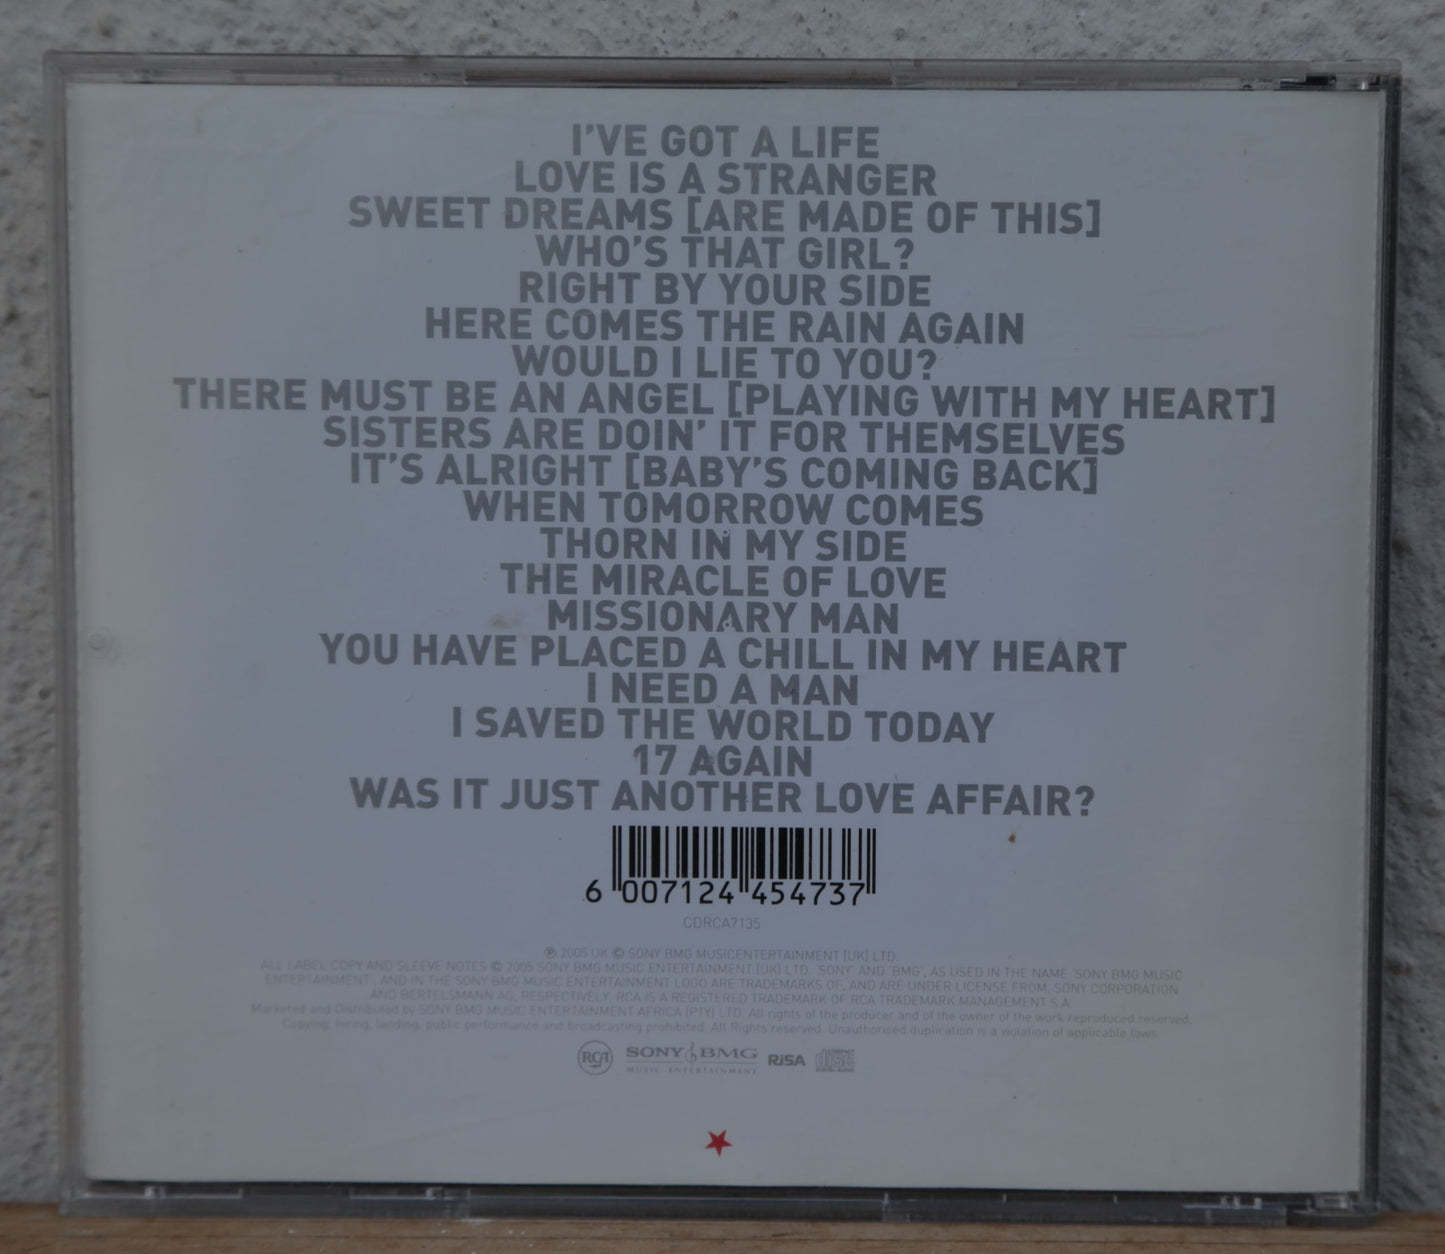 I'VE GOT A LIFE
LOVE IS A STRANGER
SWEET DREAMS [ARE MADE OF THIS]
WHO'S THAT GIRL?
RIGHT BY YOUR SIDE
HERE COMES THE RAIN AGAIN
WOULD I LIE TO YOU?
THERE MUST BE AN ANGEL [PLAYING WITH MY HEART]
SISTERS ARE DOIN' IT FOR THEMSELVES
IT'S ALRIGHT [BABY'S COMING BACK]
WHEN TOMORROW COMES
THORN IN MY SIDE
THE MIRACLE OF LOVE
MISSIONARY MAN
YOU HAVE PLACED A CHILL IN MY HEART
I NEED A MAN
I SAVED THE WORLD TODAY
17 AGAIN
WAS IT JUST ANOTHER LOVE AFFAIR?
6 007124 454737
CDRCA7135
℗ 2005 UK © SONY BMG MUSICENTERTAINMENT [UK] LTD.
ALL LABEL COPY AND SLEEVE NOTES © 2005 SONY BMG MUSIC ENTERTAINMENT [UK] LTD. 'SONY' AND 'BMG', AS USED IN THE NAME 'SONY BMG MUSIC
ENTERTAINMENT', AND IN THE SONY BMG MUSIC ENTERTAINMENT LOGO ARE TRADEMARKS OF, AND ARE UNDER LICENSE FROM, SONY CORPORATION
AND BERTELSMANN AG, RESPECTIVELY. RCA IS A REGISTERED TRADEMARK OF RCA TRADEMARK MANAGEMENT S.A.
Marketed and Distributed by SONY BMG MUSIC ENTERTAINMENT AFRICA (PTY) LTD. All rights of the producer and of the owner of the work reproduced reserved.
Copying, hiring, lending, public performance and broadcasting prohibited. All Rights reserved. Unauthorised duplication is a violation of applicable laws.
RCA SONY BMG RiSA COMPACT disc
MUSIC ENTERTAINMENT DIGITAL AUDIO